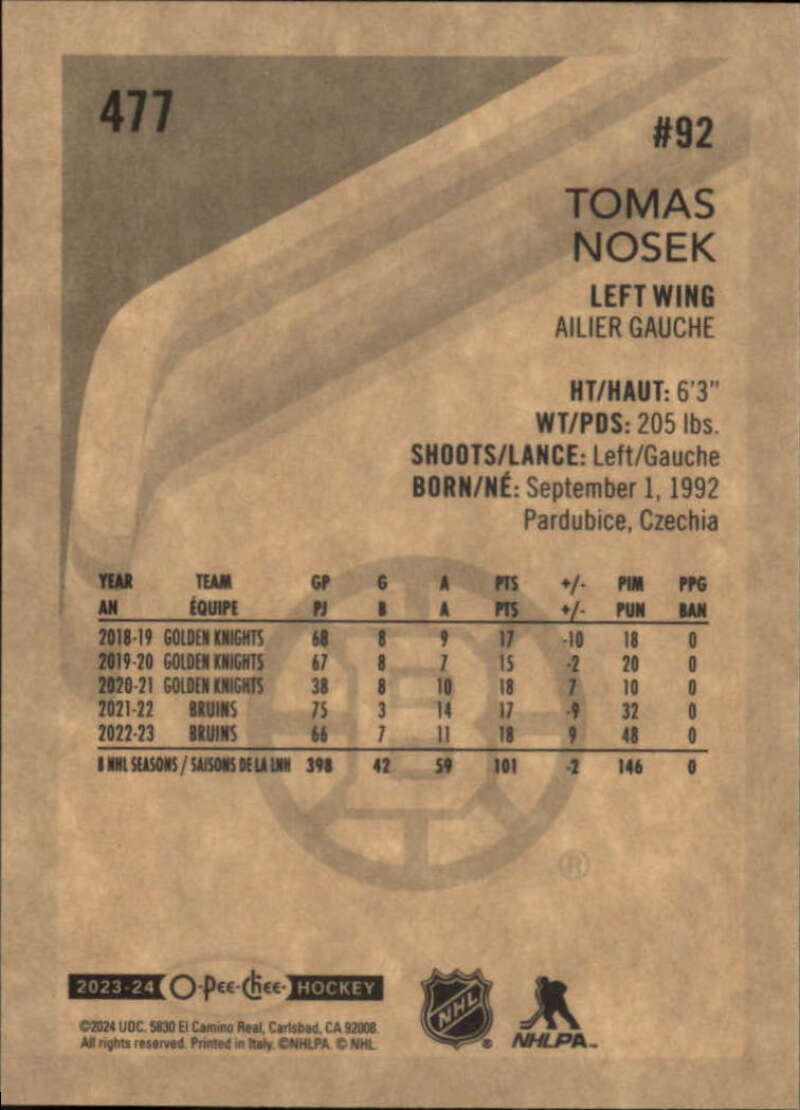 477
#92
TOMAS
NOSEK
LEFT WING
AILIER GAUCHE
HT/HAUT: 6'3"
WT/PDS: 205 lbs.
SHOOTS/LANCE: Left/Gauche
BORN/NÉ: September 1, 1992
Pardubice, Czechia
YEAR TEAM GP G A PTS +/- PIM PPG
AN ÉQUIPE PJ B A PTS +/- PUN BAN
2018-19 GOLDEN KNIGHTS 68 8 9 17 -10 18 0
2019-20 GOLDEN KNIGHTS 67 8 7 15 -2 20 0
2020-21 GOLDEN KNIGHTS 38 8 10 18 7 10 0
2021-22 BRUINS 75 3 14 17 -9 32 0
2022-23 BRUINS 66 7 11 18 9 48 0
8 NHL SEASONS / SAISONS DE LA LNH 398 42 59 101 -2 146 0
B
®
2023-24 O-Pee-Chee- HOCKEY
NHL ®
NHLPA™
©2024 UDC. 5830 El Camino Real, Carlsbad, CA 92008.
All rights reserved. Printed in Italy. ©NHLPA. © NHL